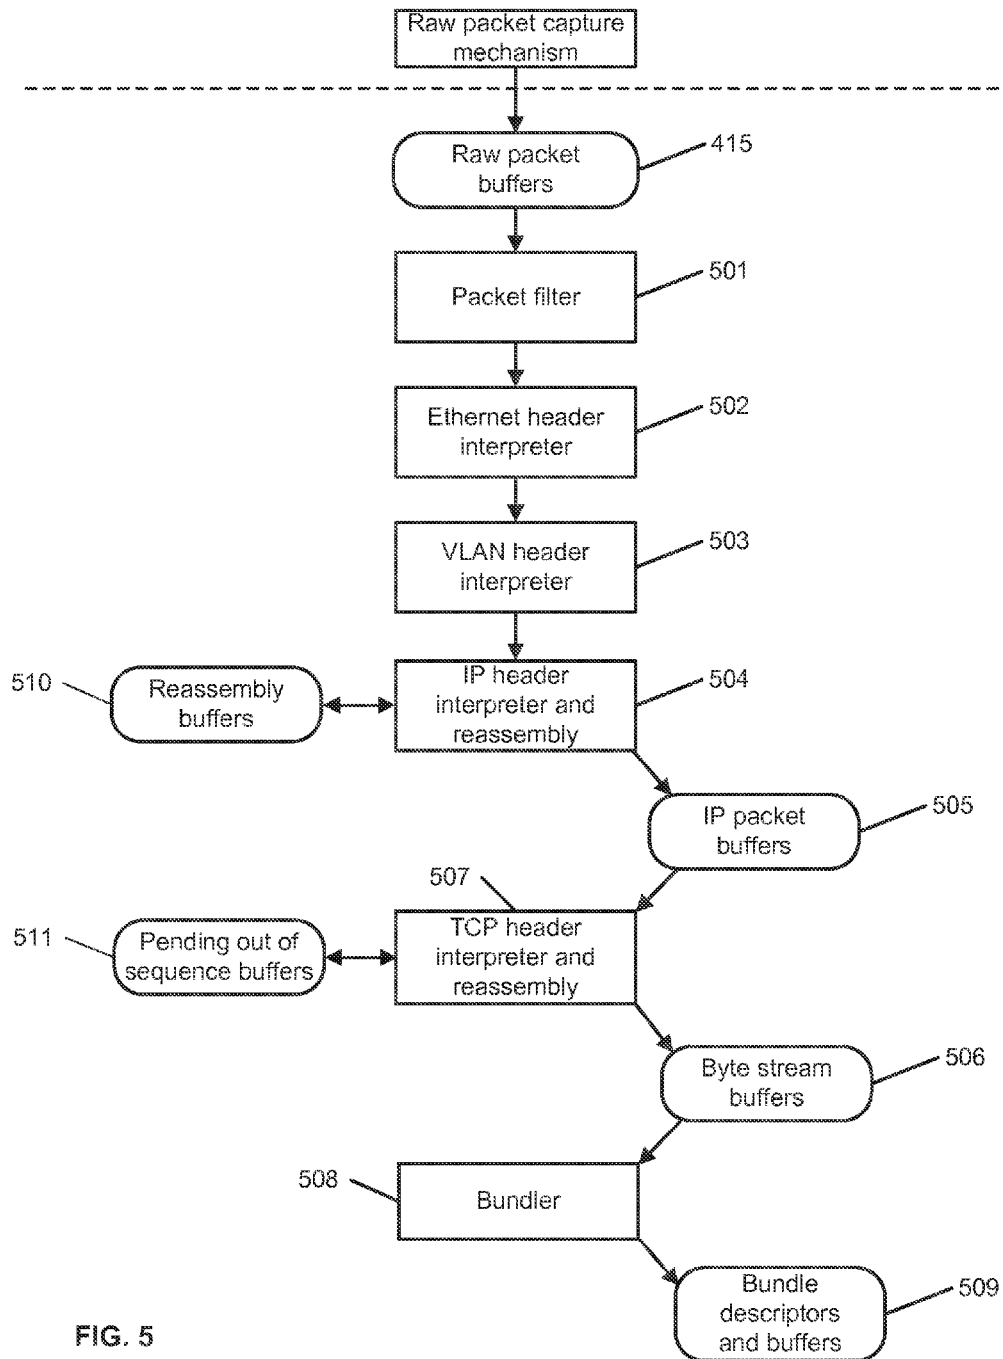 Raw packet capture
mechanism
Raw packet
buffers
415
Packet filter
501
Ethernet header
interpreter
502
VLAN header
interpreter
503
510
Reassembly
buffers
IP header
interpreter and
reassembly
504
IP packet
buffers
505
507
511
Pending out of
sequence buffers
TCP header
interpreter and
reassembly
Byte stream
buffers
506
508
Bundler
Bundle
descriptors
and buffers
509
FIG. 5